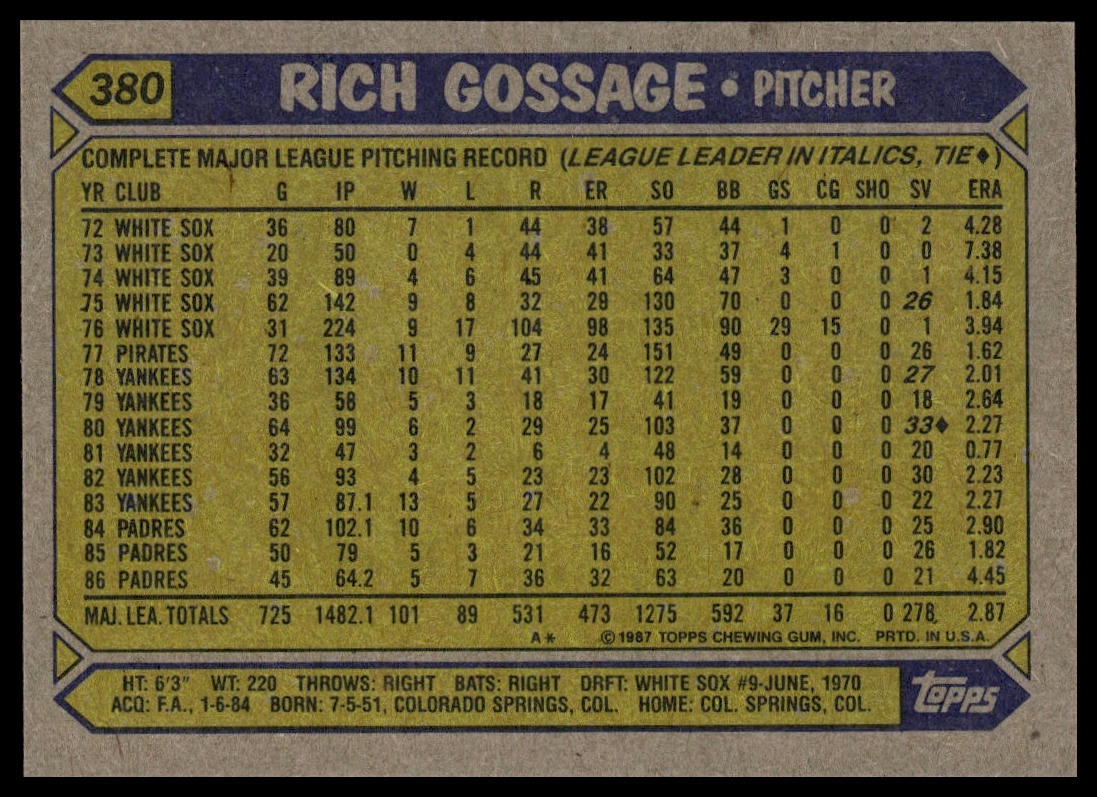 380 RICH GOSSAGE • PITCHER
COMPLETE MAJOR LEAGUE PITCHING RECORD (LEAGUE LEADER IN ITALICS, TIE♦)
YR CLUB G IP W L R ER SO BB GS CG SHO SV ERA
72 WHITE SOX 36 80 7 1 44 38 57 44 1 0 0 2 4.28
73 WHITE SOX 20 50 0 4 44 41 33 37 4 1 0 0 7.38
74 WHITE SOX 39 89 4 6 45 41 64 47 3 0 0 1 4.15
75 WHITE SOX 62 142 9 8 32 29 130 70 0 0 0 26 1.84
76 WHITE SOX 31 224 9 17 104 98 135 90 29 15 0 1 3.94
77 PIRATES 72 133 11 9 27 24 151 49 0 0 0 26 1.62
78 YANKEES 63 134 10 11 41 30 122 59 0 0 0 27 2.01
79 YANKEES 36 58 5 3 18 17 41 19 0 0 0 18 2.64
80 YANKEES 64 99 6 2 29 25 103 37 0 0 0 33♦ 2.27
81 YANKEES 32 47 3 2 6 4 48 14 0 0 0 20 0.77
82 YANKEES 56 93 4 5 23 23 102 28 0 0 0 30 2.23
83 YANKEES 57 87.1 13 5 27 22 90 25 0 0 0 22 2.27
84 PADRES 62 102.1 10 6 34 33 84 36 0 0 0 25 2.90
85 PADRES 50 79 5 3 21 16 52 17 0 0 0 26 1.82
86 PADRES 45 64.2 5 7 36 32 63 20 0 0 0 21 4.45
MAJ. LEA. TOTALS 725 1482.1 101 89 531 473 1275 592 37 16 0 278 2.87
A* ©1987 TOPPS CHEWING GUM, INC. PRTD. IN U.S.A.
HT: 6'3" WT: 220 THROWS: RIGHT BATS: RIGHT DRFT: WHITE SOX #9-JUNE, 1970
ACQ: F.A., 1-6-84 BORN: 7-5-51, COLORADO SPRINGS, COL. HOME: COL. SPRINGS, COL.
topps